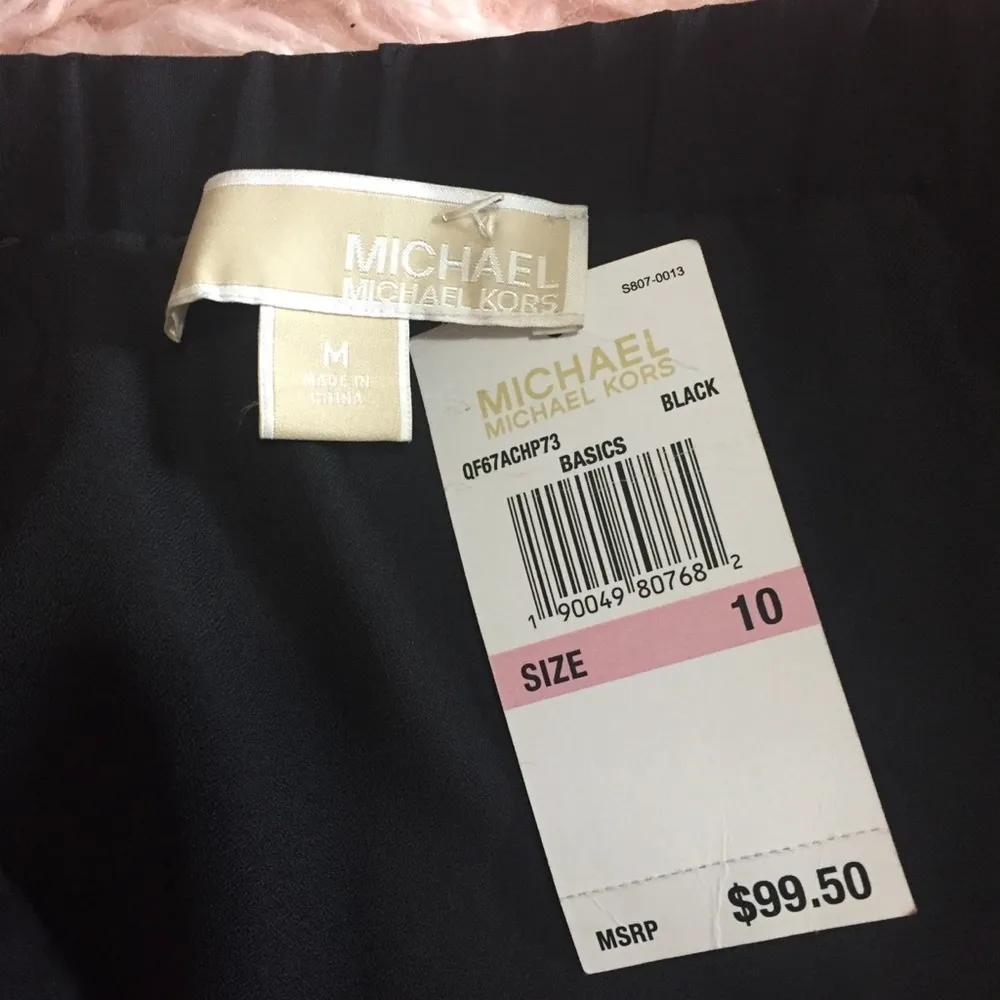 MICHAEL
MICHAEL KORS
M
MADE IN
CHINA
S807-0013
MICHAEL
MICHAEL KORS
BLACK
QF67ACHP73
BASICS
1 90049 80768 2
SIZE 10
MSRP $99.50